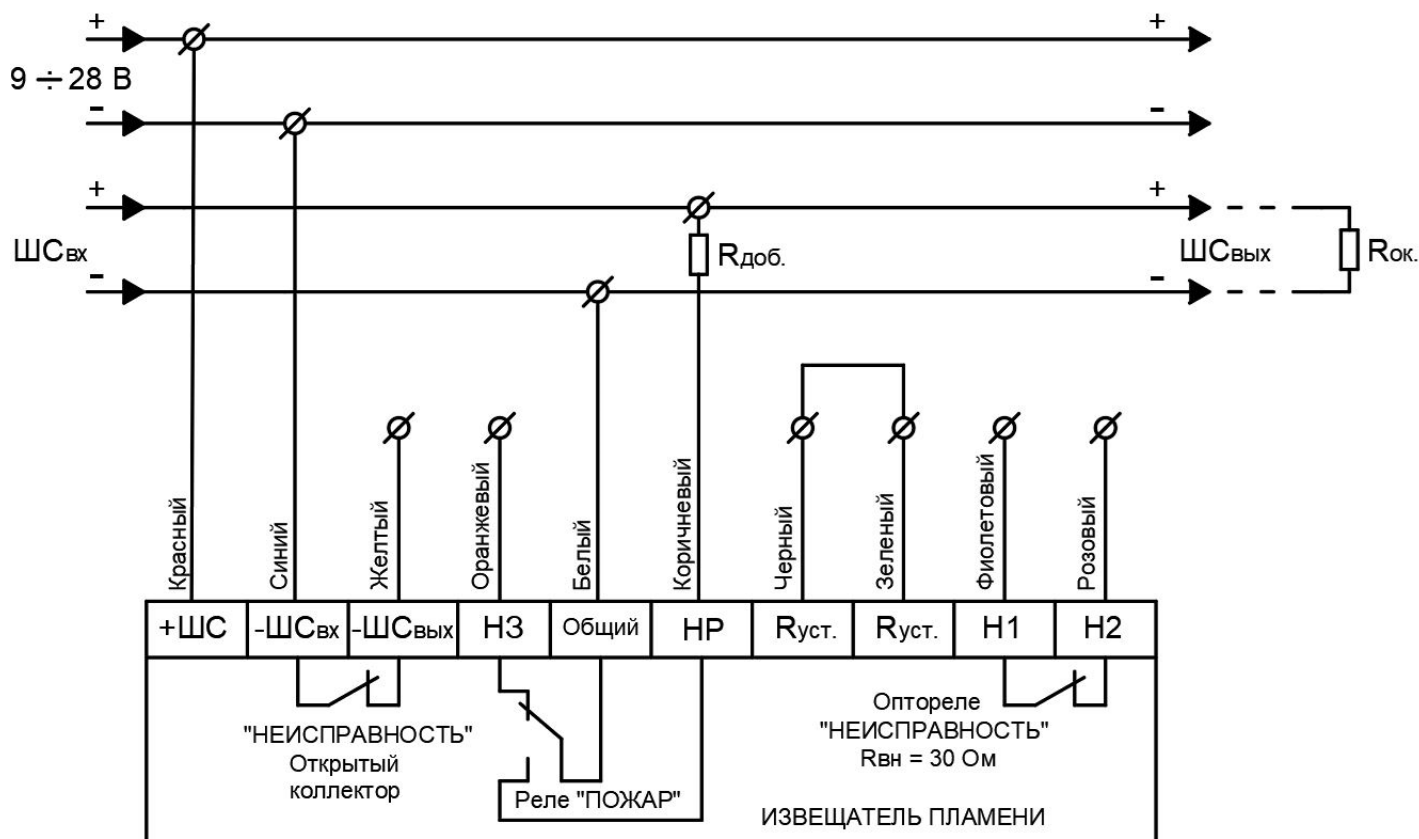 + +
9 ÷ 28 В
- -
+ +
ШСвх Rдоб. ШСвых Rок.
- -
Красный
Синий
Желтый
Оранжевый
Белый
Коричневый
Черный
Зеленый
Фиолетовый
Розовый
+ШС -ШСвх -ШСвых НЗ Общий НР Rуст. Rуст. Н1 Н2
"НЕИСПРАВНОСТЬ"
Открытый
коллектор
Реле "ПОЖАР"
Оптореле
"НЕИСПРАВНОСТЬ"
Rвн = 30 Ом
ИЗВЕЩАТЕЛЬ ПЛАМЕНИ